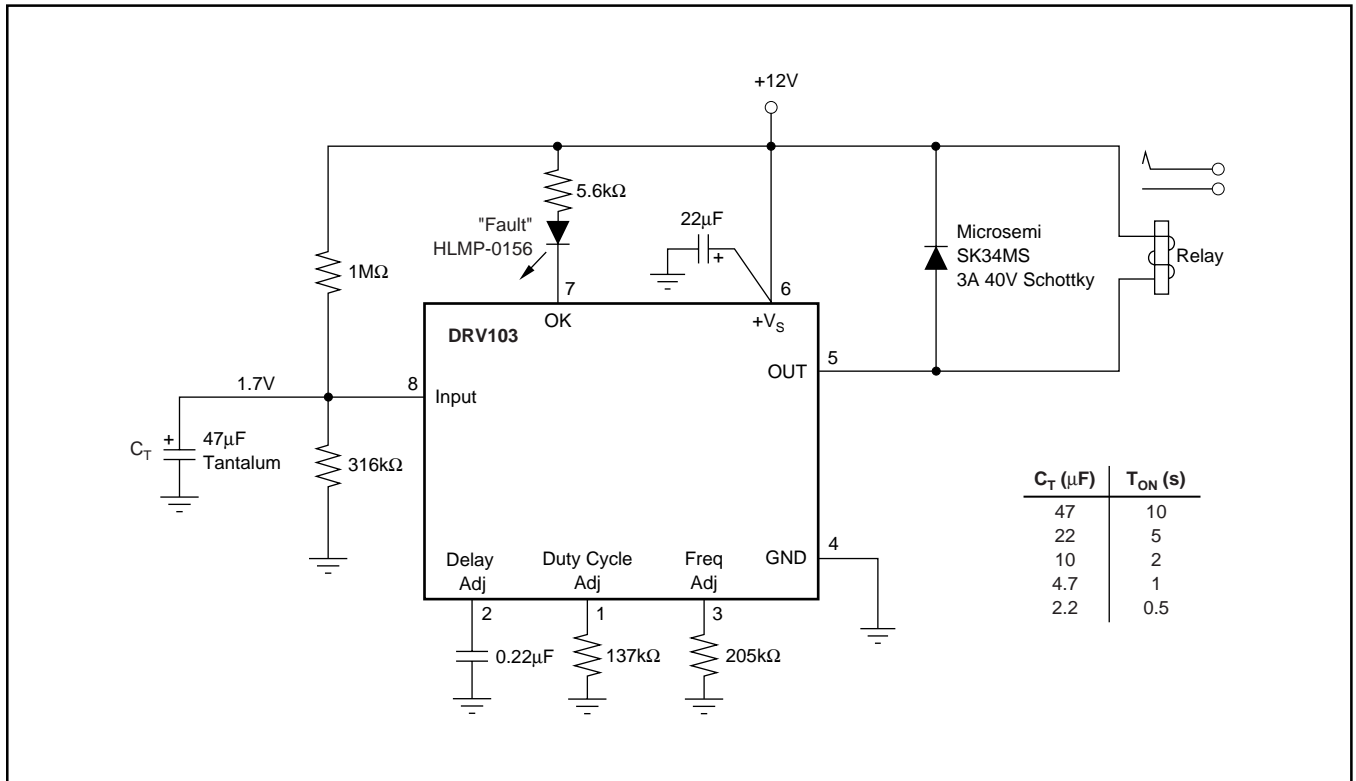 +12V
5.6kΩ
"Fault"
HLMP-0156
22μF
+
Microsemi
SK34MS
3A 40V Schottky
Relay
1MΩ
7
6
OK
+VS
DRV103
OUT
5
1.7V
8
Input
CT
+
47μF
Tantalum
316kΩ
CT (μF) TON (s)
47 10
22 5
10 2
4.7 1
2.2 0.5
Delay
Adj
Duty Cycle
Adj
Freq
Adj
GND
4
2
1
3
0.22μF
137kΩ
205kΩ